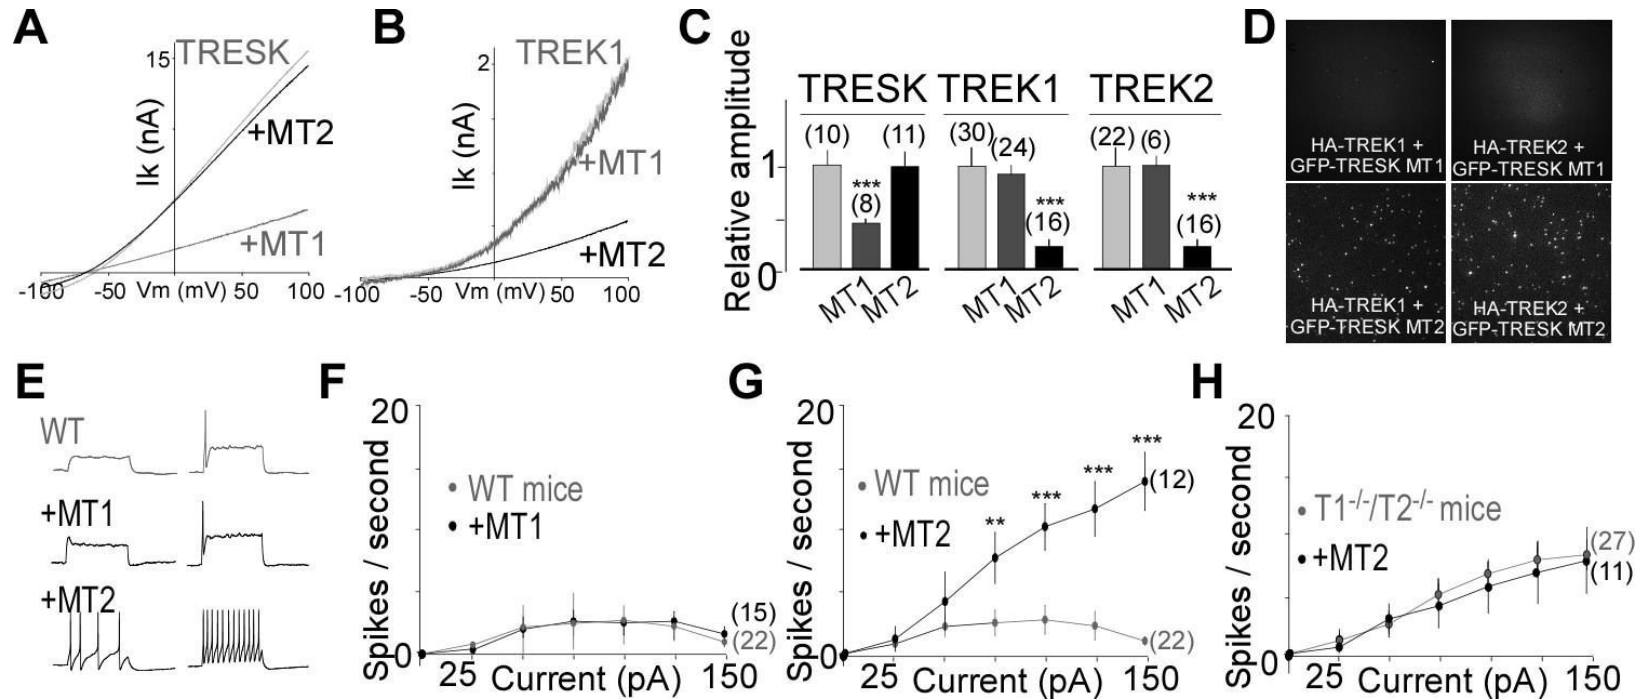 A
TRESK
15
Ik (nA)
+MT2
+MT1
-100
-50
Vm (mV)
50
100
B
TREK1
2
Ik (nA)
+MT1
+MT2
-100
-50
Vm (mV)
50
100
C
Relative amplitude
TRESK
TREK1
TREK2
(10)
(11)
(30)
(24)
(22)
(6)
1
***
(8)
***
(16)
***
(16)
0
MT1
MT2
MT1
MT2
MT1
MT2
D
HA-TREK1 +
GFP-TRESK MT1
HA-TREK2 +
GFP-TRESK MT1
HA-TREK1 +
GFP-TRESK MT2
HA-TREK2 +
GFP-TRESK MT2
E
WT
+MT1
+MT2
F
20
Spikes / second
WT mice
+MT1
(15)
(22)
0
25
Current (pA)
150
G
20
Spikes / second
WT mice
+MT2
**
***
***
***
(12)
(22)
0
25
Current (pA)
150
H
20
Spikes / second
T1-/-/T2-/- mice
+MT2
(27)
(11)
0
25
Current (pA)
150